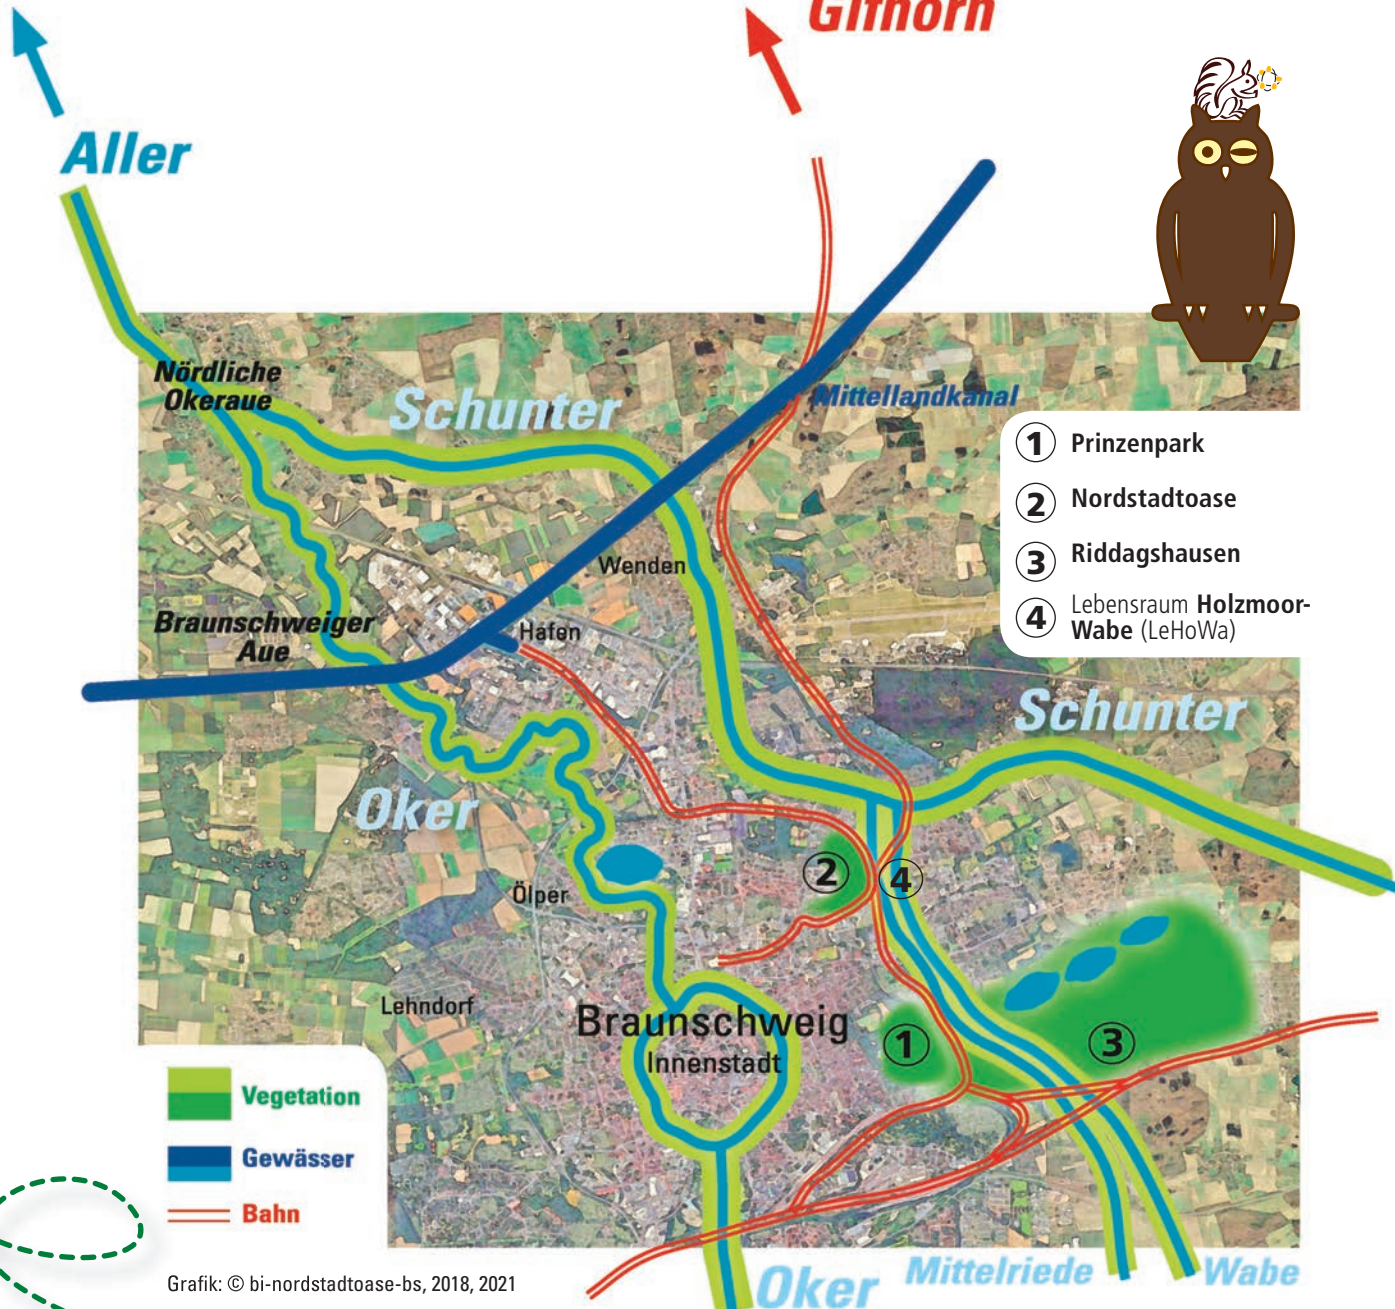 Gifhorn
Aller
Nördliche
Okeraue
Schunter
Mittellandkanal
1 Prinzenpark
2 Nordstadtoase
3 Riddagshausen
4 Lebensraum Holzmoor-
Wabe (LeHoWa)
Wenden
Braunschweiger
Aue
Hafen
Schunter
Oker
2
4
Ölper
Lehndorf
Braunschweig
Innenstadt
1
3
Vegetation
Gewässer
Bahn
Grafik: © bi-nordstadtoase-bs, 2018, 2021
Oker
Mittelriede
Wabe